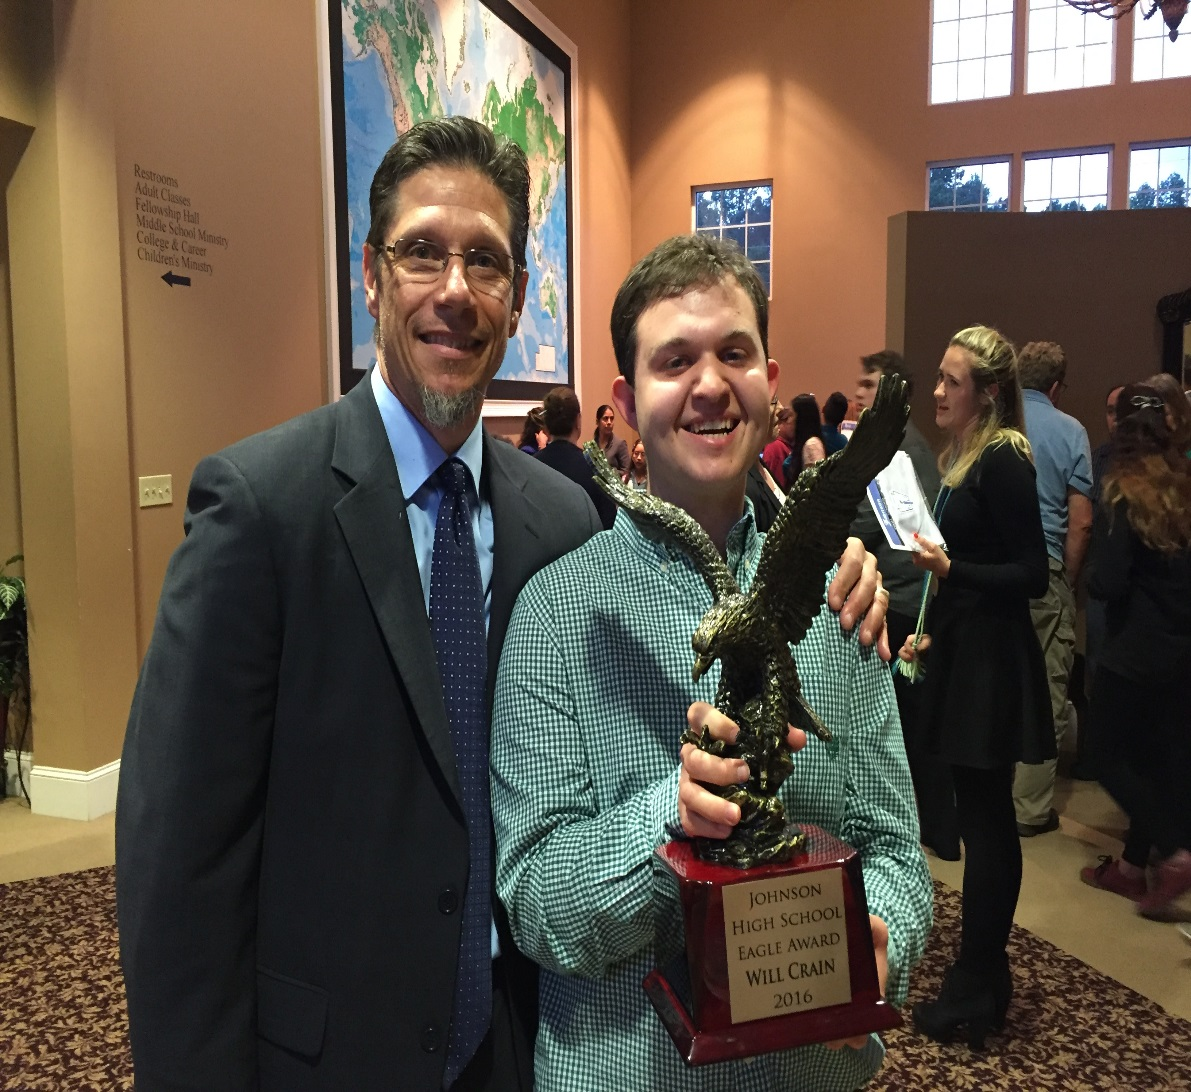 Restrooms
Adult Classes
Fellowship Hall
Middle School Ministry
College & Career
Children's Ministry
JOHNSON
HIGH SCHOOL
EAGLE AWARD
WILL CRAIN
2016